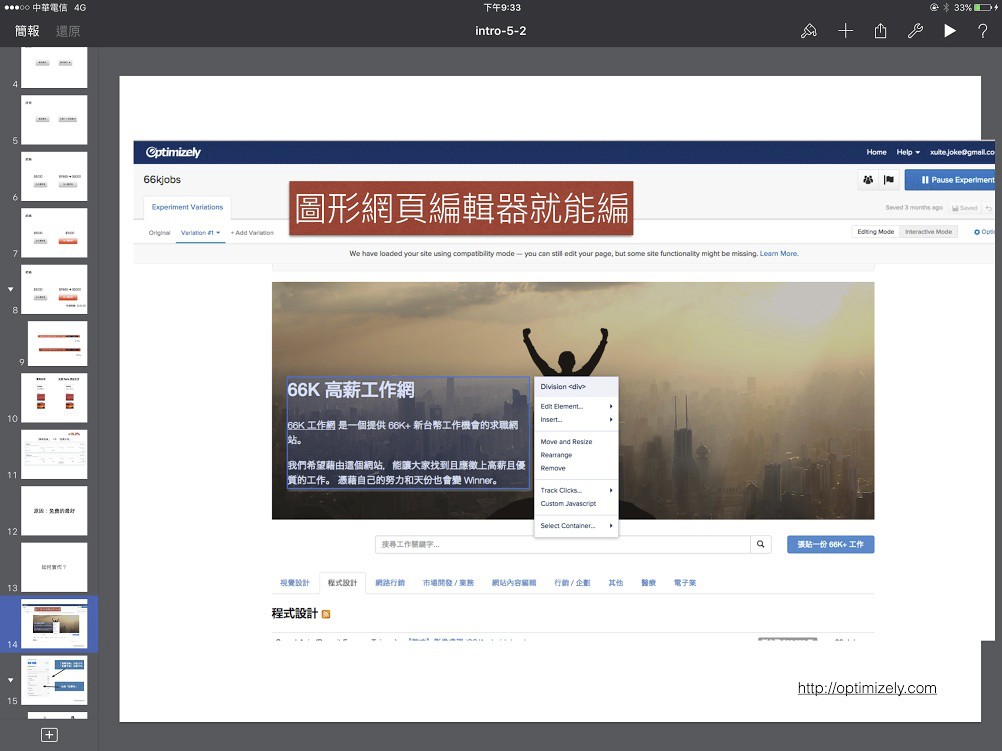 中華電信 4G
下午9:33
33%
簡報 還原
intro-5-2
4
5
6
7
8
9
10
11
12
原因：免費的最好
13
如何實作？
14
15
Optimizely
Home Help xuite.joke@gmail.co
66kjobs
Pause Experiment
Experiment Variations
圖形網頁編輯器就能編
Saved 3 months ago Saved
Original Variation #1 + Add Variation
Editing Mode Interactive Mode Opti
We have loaded your site using compatibility mode — you can still edit your page, but some site functionality might be missing. Learn More.
66K 高薪工作網
66K 工作網 是一個提供 66K+ 新台幣工作機會的求職網
站。
我們希望藉由這個網站，能讓大家找到且應徵上高薪且優
質的工作。 憑藉自己的努力和天份也會變 Winner。
Division <div>
Edit Element...
Insert...
Move and Resize
Rearrange
Remove
Track Clicks...
Custom Javascript
Select Container...
搜尋工作關鍵字...
張貼一份 66K+ 工作
視覺設計 程式設計 網路行銷 市場開發 / 業務 網站內容編輯 行銷 / 企劃 其他 醫療 電子業
程式設計
http://optimizely.com